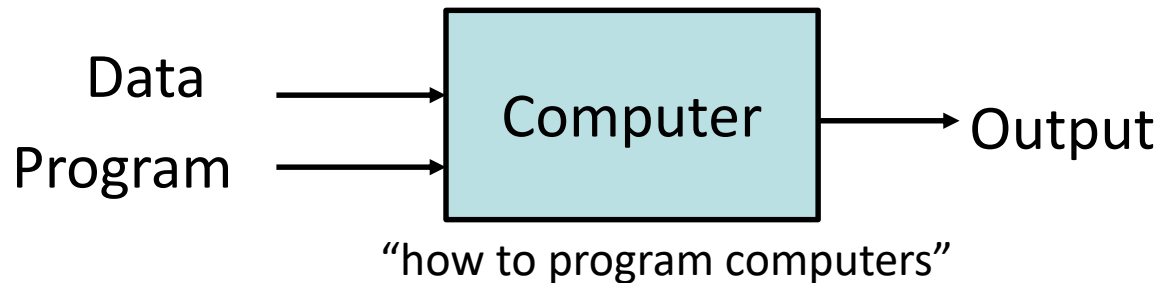 Data
Program
Computer
Output
“how to program computers”